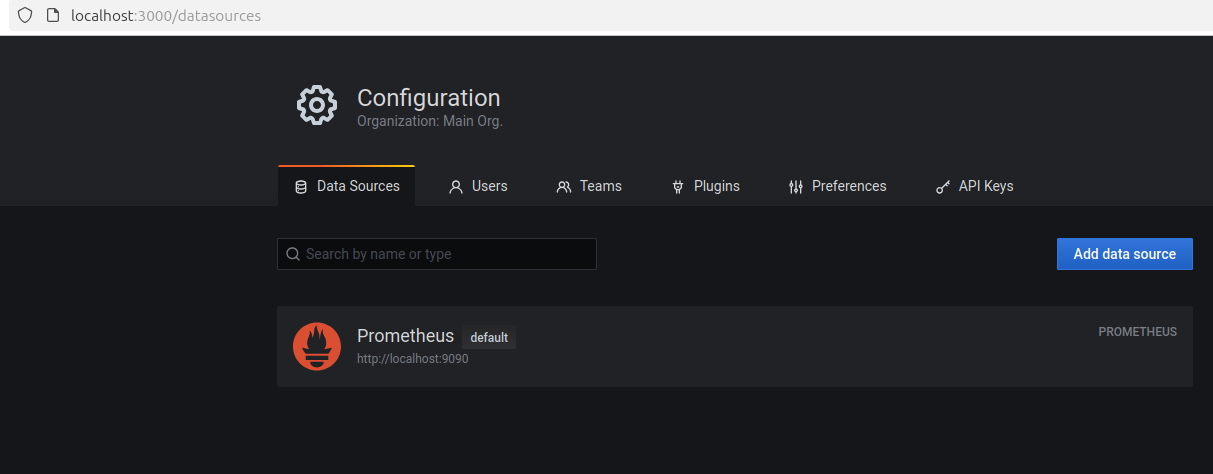 localhost:3000/datasources
Configuration
Organization: Main Org.
Data Sources
Users
Teams
Plugins
Preferences
API Keys
Search by name or type
Add data source
Prometheus
default
PROMETHEUS
http://localhost:9090